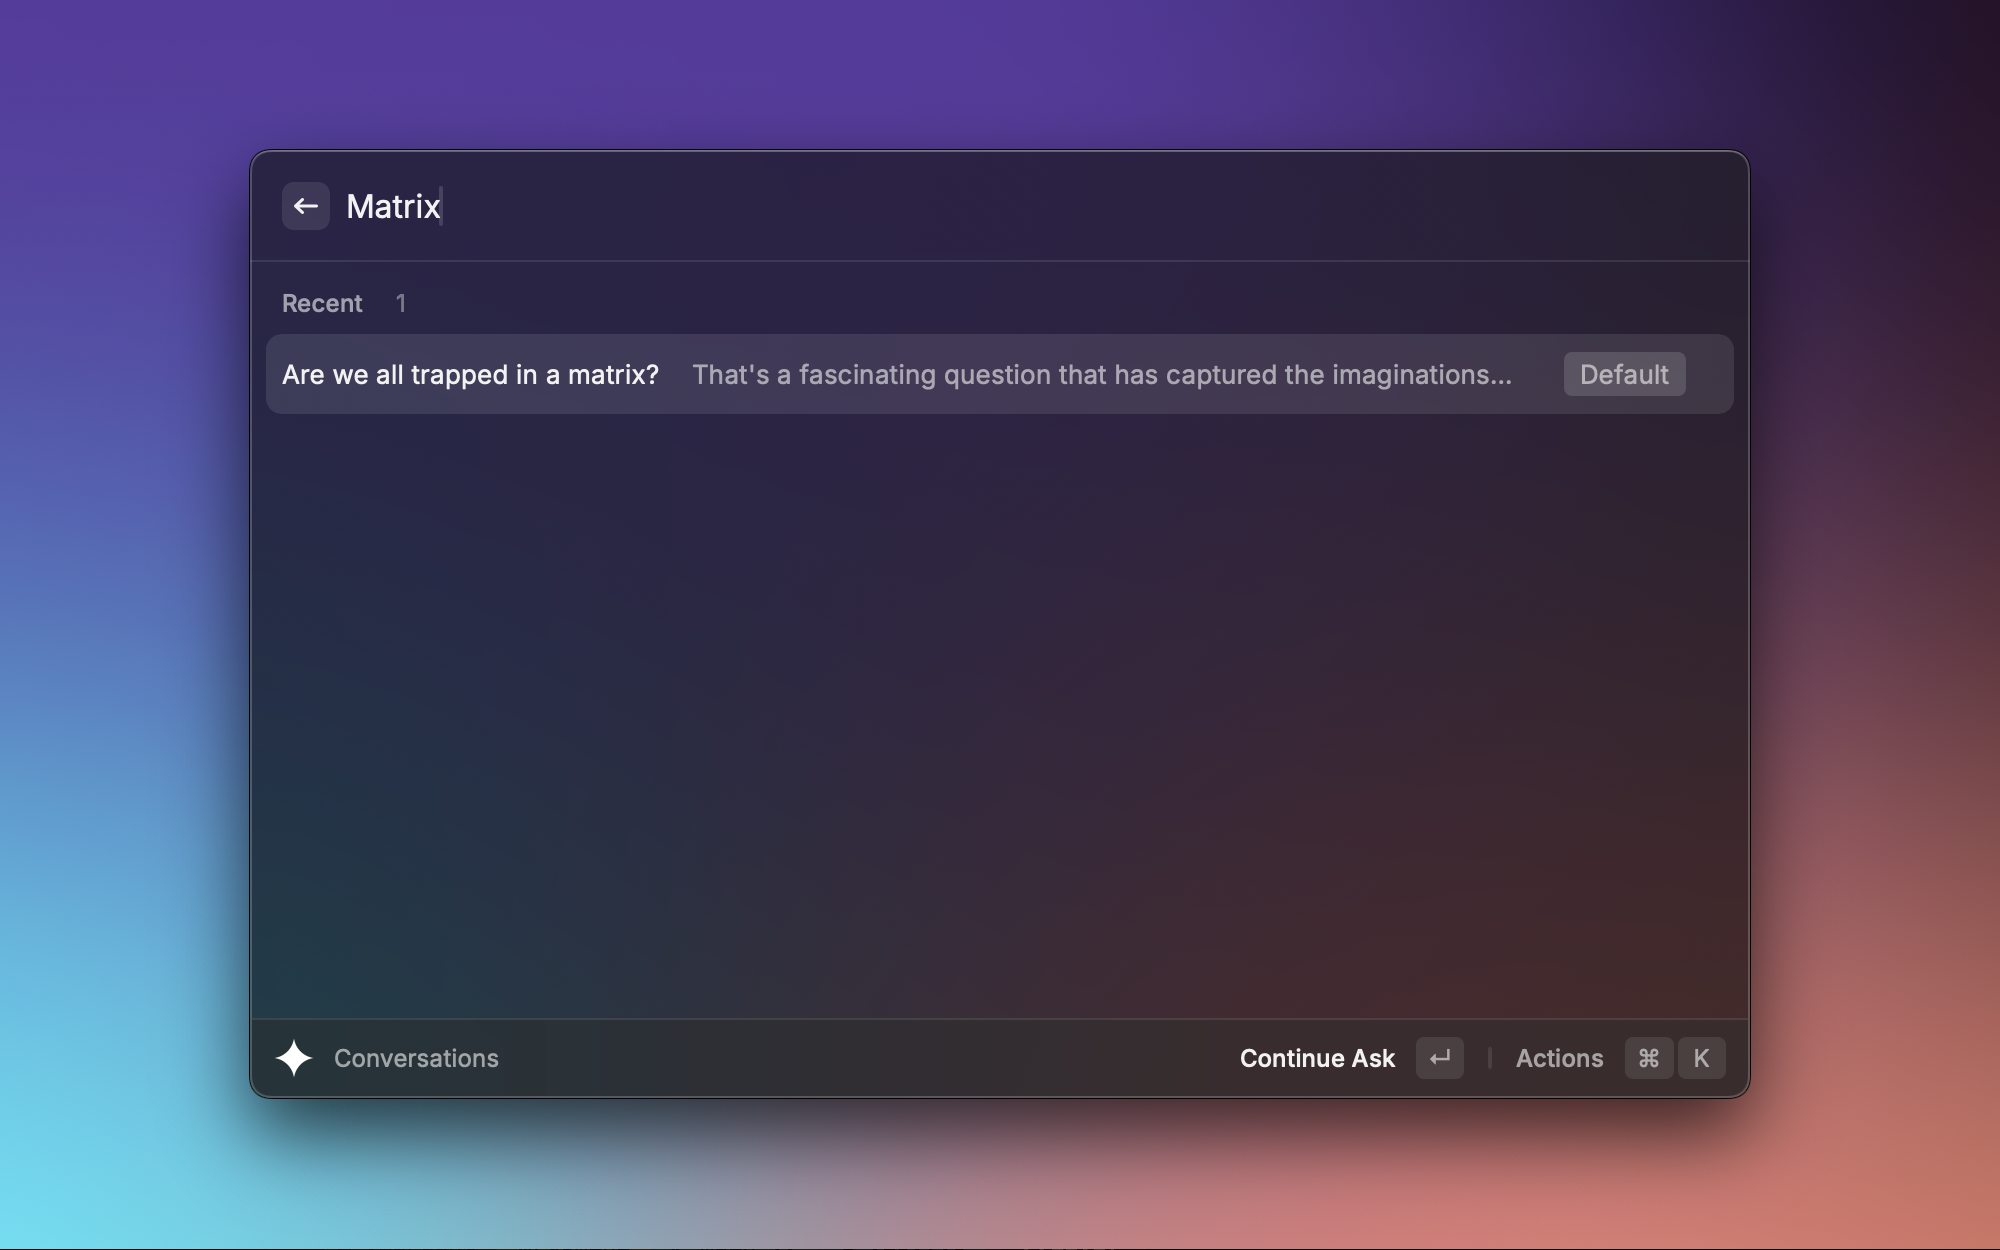 Matrix
Recent 1
Are we all trapped in a matrix? That's a fascinating question that has captured the imaginations... Default
Conversations Continue Ask ↵ Actions ⌘ K